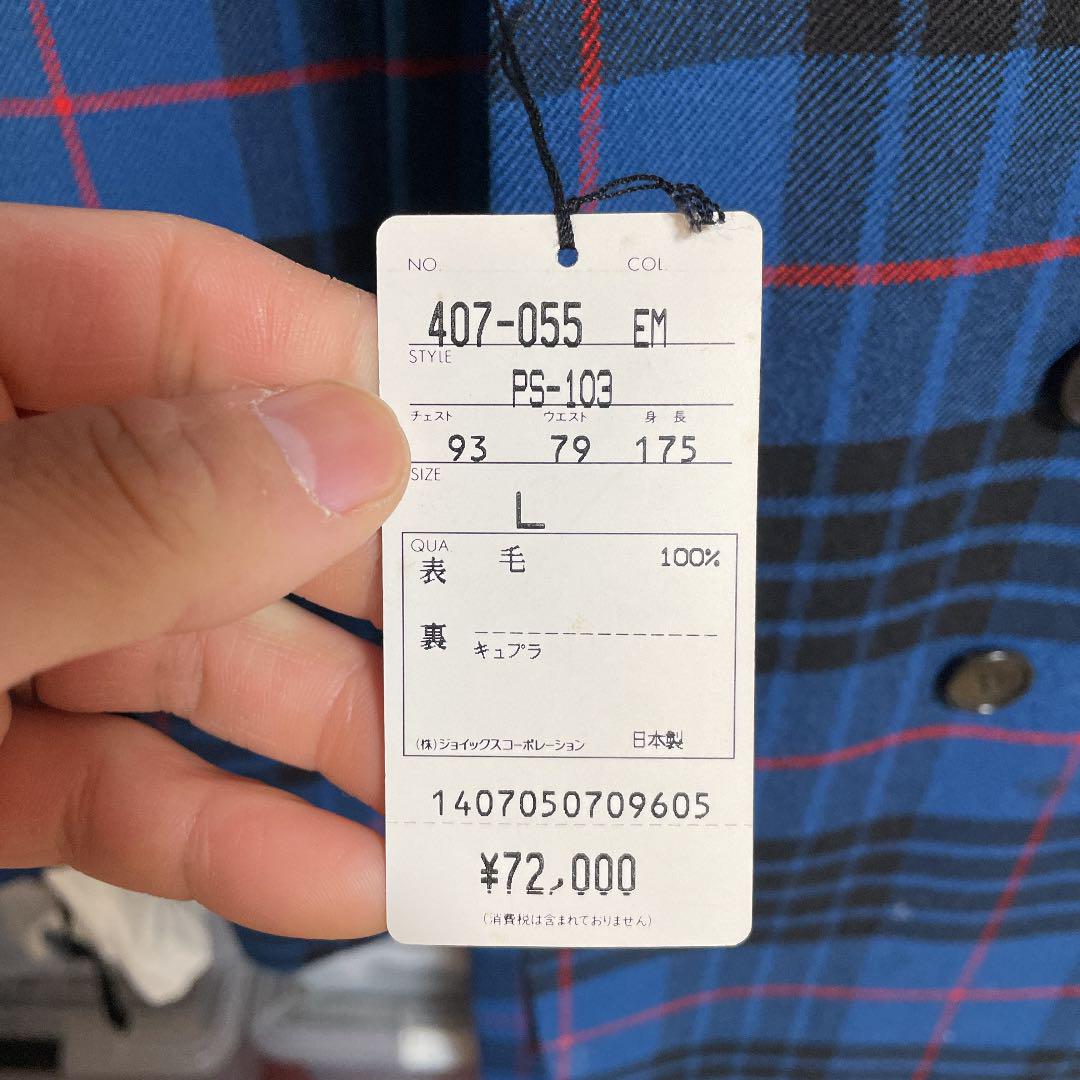 NO. COL.
407-055 EM
STYLE
PS-103
チェスト ウエスト 身長
93 79 175
SIZE
L
QUA.
表 毛 100%
裏
キュプラ
(株)ジョイックスコーポレーション 日本製
1407050709605
¥72,000
(消費税は含まれておりません)